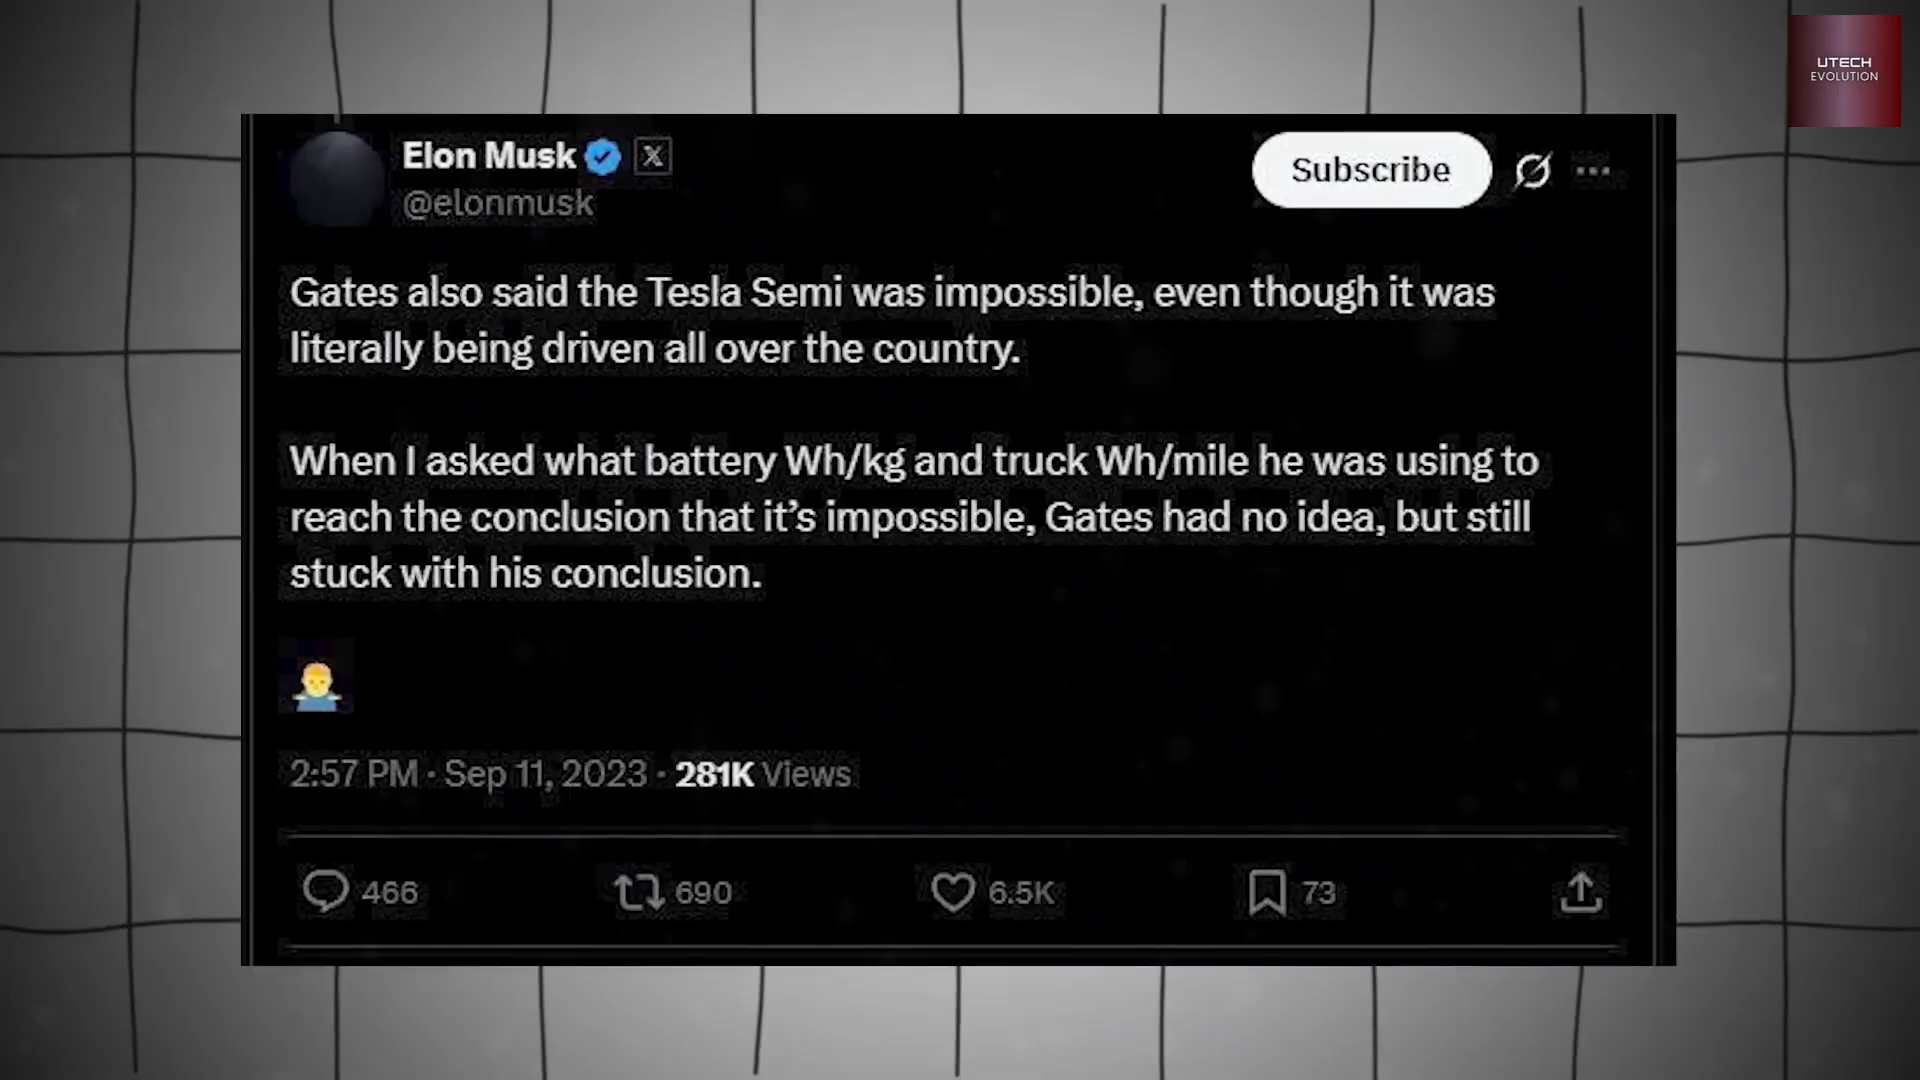 UTECH
EVOLUTION
Elon Musk
@elonmusk
Subscribe
Gates also said the Tesla Semi was impossible, even though it was
literally being driven all over the country.
When I asked what battery Wh/kg and truck Wh/mile he was using to
reach the conclusion that it’s impossible, Gates had no idea, but still
stuck with his conclusion.
2:57 PM · Sep 11, 2023 · 281K Views
466 690 6.5K 73